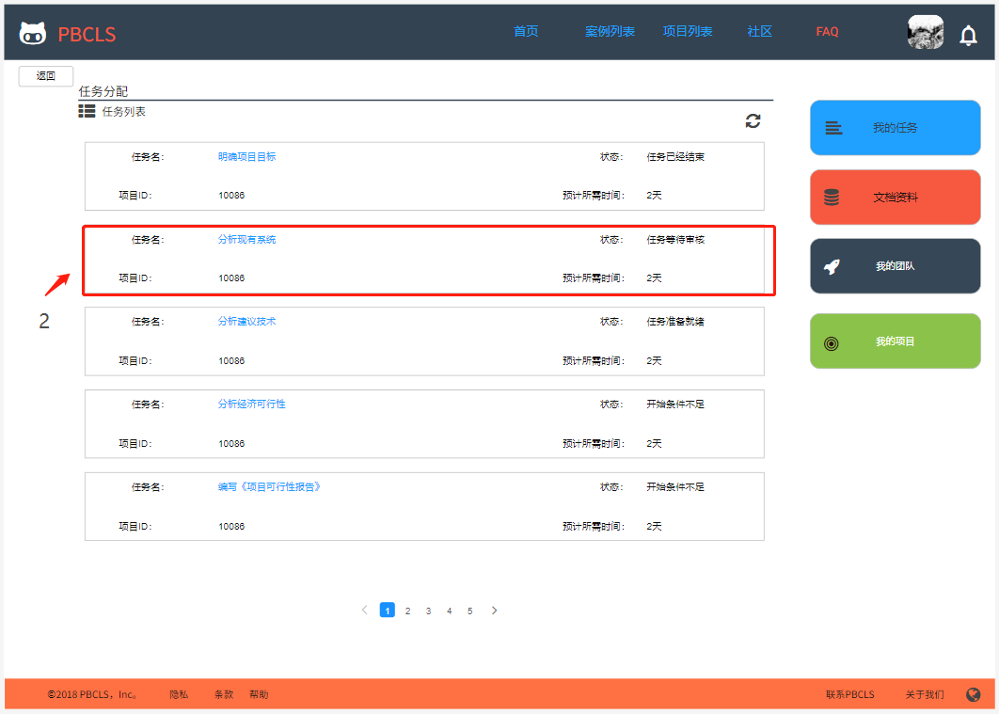 PBCLS 首页 案例列表 项目列表 社区 FAQ
返回
任务分配
任务列表
任务名: 明确项目目标 状态: 任务已经结束
项目ID: 10086 预计所需时间: 2天
任务名: 分析现有系统 状态: 任务等待审核
项目ID: 10086 预计所需时间: 2天
2
任务名: 分析建议技术 状态: 任务准备就绪
项目ID: 10086 预计所需时间: 2天
任务名: 分析经济可行性 状态: 开始条件不足
项目ID: 10086 预计所需时间: 2天
任务名: 编写《项目可行性报告》 状态: 开始条件不足
项目ID: 10086 预计所需时间: 2天
1 2 3 4 5
我的任务
文档资料
我的团队
我的项目
©2018 PBCLS，Inc。 隐私 条款 帮助 联系PBCLS 关于我们